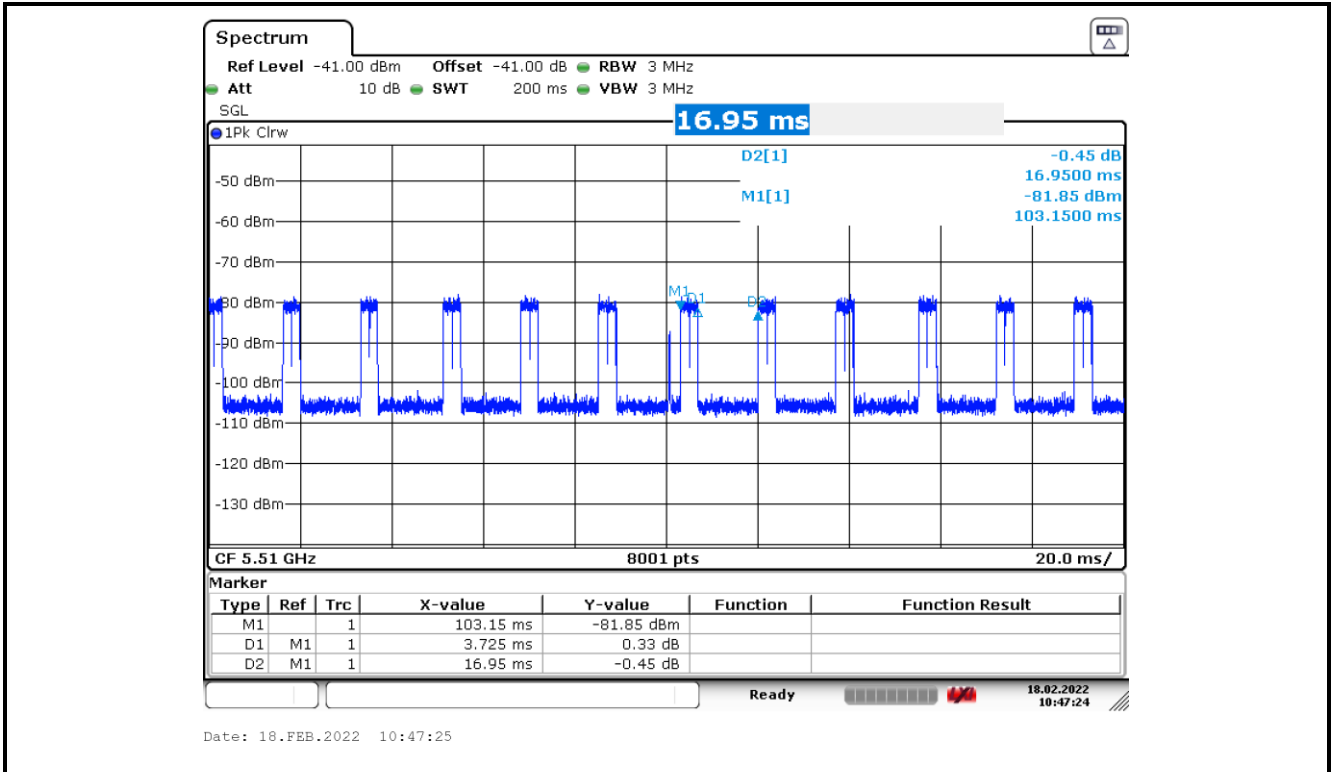 Spectrum
Ref Level -41.00 dBm Offset -41.00 dB RBW 3 MHz
Att 10 dB SWT 200 ms VBW 3 MHz
SGL
16.95 ms
1Pk Clrw
D2[1] -0.45 dB
16.9500 ms
M1[1] -81.85 dBm
103.1500 ms
-50 dBm
-60 dBm
-70 dBm
M1 D1 D2
-80 dBm
-90 dBm
-100 dBm
-110 dBm
-120 dBm
-130 dBm
CF 5.51 GHz 8001 pts 20.0 ms/
Marker
Type Ref Trc X-value Y-value Function Function Result
M1 1 103.15 ms -81.85 dBm
D1 M1 1 3.725 ms 0.33 dB
D2 M1 1 16.95 ms -0.45 dB
Ready 18.02.2022
10:47:24
Date: 18.FEB.2022 10:47:25